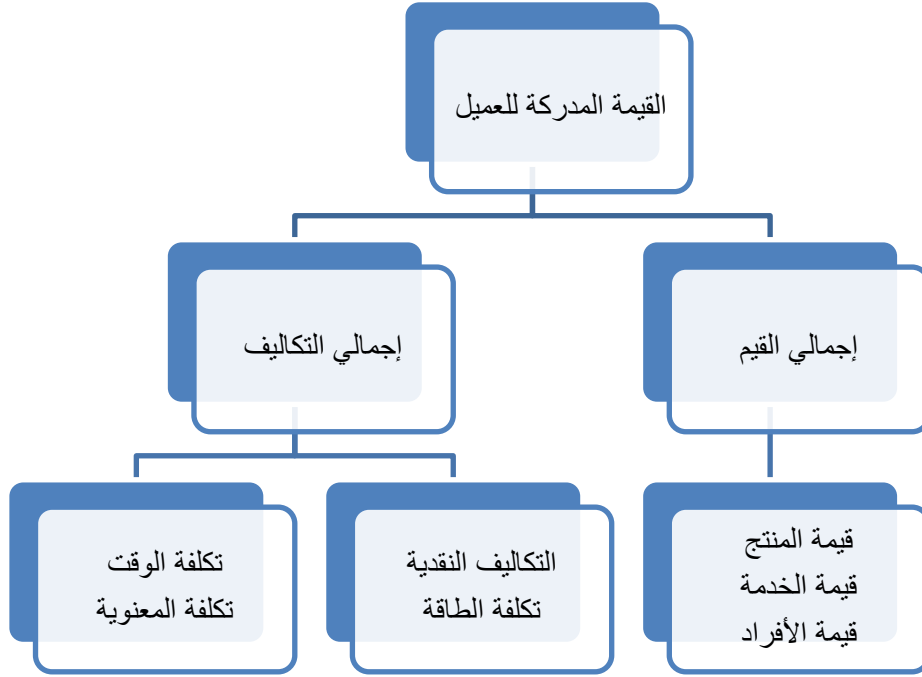 القيمة المدركة للعميل
إجمالي القيم
إجمالي التكاليف
قيمة المنتج
قيمة الخدمة
قيمة الأفراد
التكاليف النقدية
تكلفة الطاقة
تكلفة الوقت
تكلفة المعنوية